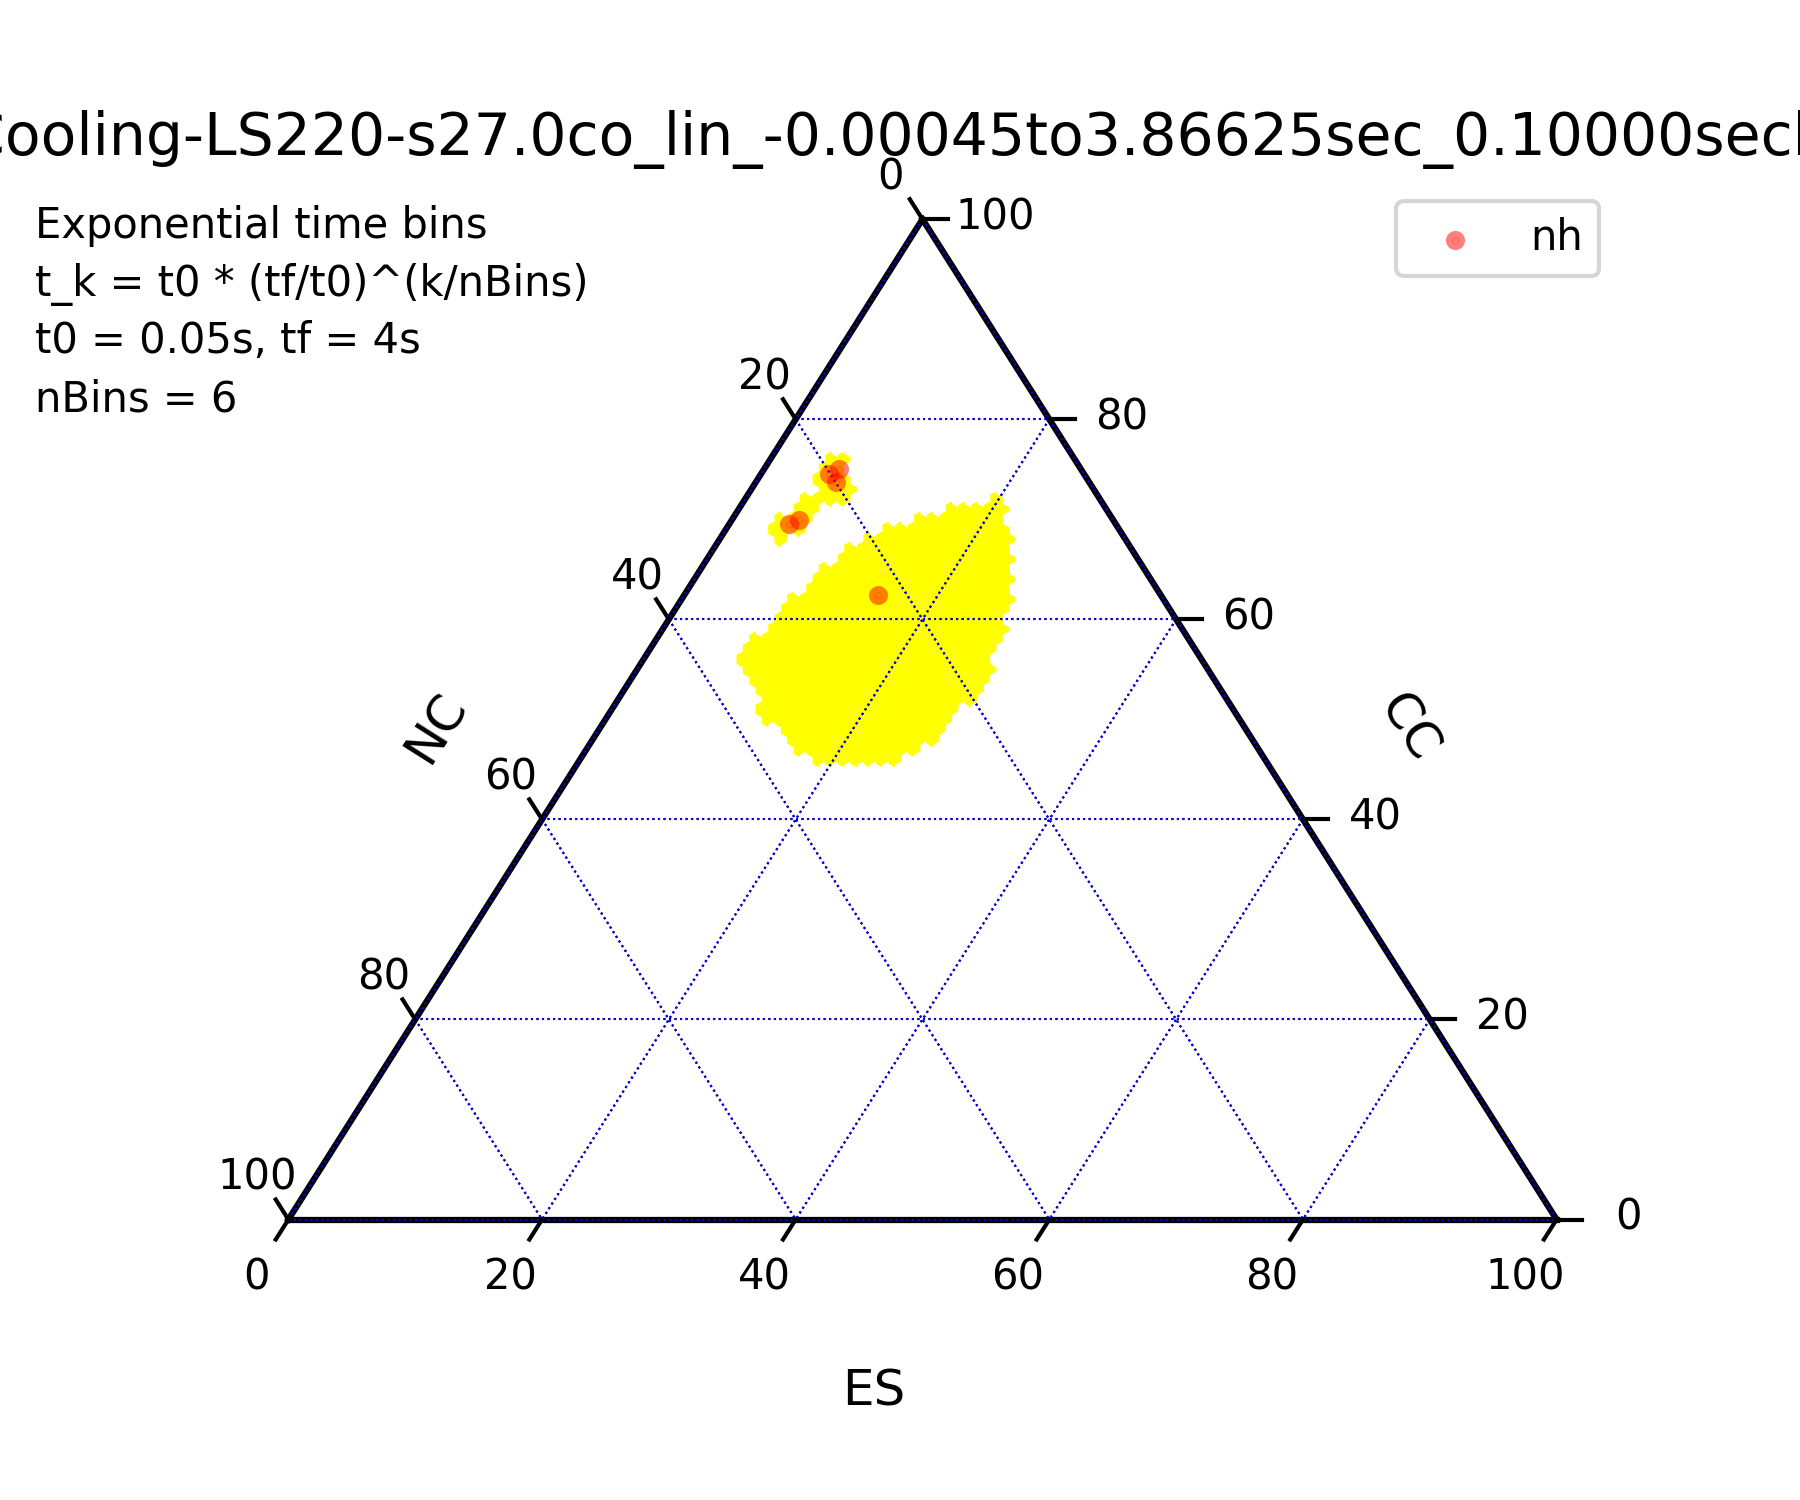 ooling-LS220-s27.0co_lin_-0.00045to3.86625sec_0.10000sec
Exponential time bins
t_k = t0 * (tf/t0)^(k/nBins)
t0 = 0.05s, tf = 4s
nBins = 6
nh
0
100
20
80
40
60
NC
CC
60
40
80
20
100
0
0
20
40
60
80
100
ES